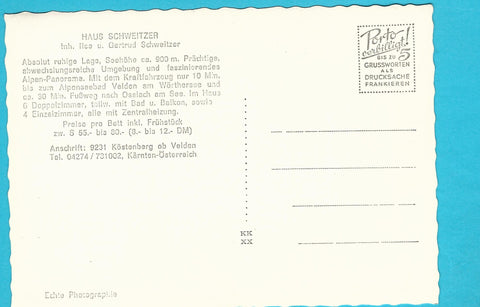 HAUS SCHWEITZER
Inh. Ilse u. Gertrud Schweitzer
Absolut ruhige Lage, Seehöhe ca. 900 m. Prächtige,
abwechslungsreiche Umgebung und faszinierendes
Alpen-Panorama. Mit dem Kraftfahrzeug nur 10 Min.
bis zum Alpenseebad Velden am Wörthersee und
ca. 30 Min. Fußweg nach Ossiach am See. Im Haus
6 Doppelzimmer, teilw. mit Bad u. Balkon, sowie
4 Einzelzimmer, alle mit Zentralheizung.
Preise pro Bett inkl. Frühstück
zw. S 55.- bis 80.- (8.- bis 12.- DM)
Anschrift: 9231 Köstenberg ob Velden
Tel. 04274/731002, Kärnten-Österreich
Echte Photographie
Porto
verbilligt!
BIS ZU 5
GRUSSWORTEN
ALS
DRUCKSACHE
FRANKIEREN
KK
XX